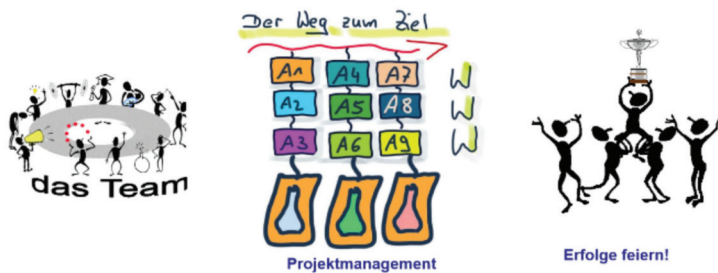 Der Weg zum Ziel
A1 A4 A7
A2 A5 A8 W
A3 A6 A9 W
W
das Team
Projektmanagement
Erfolge feiern!